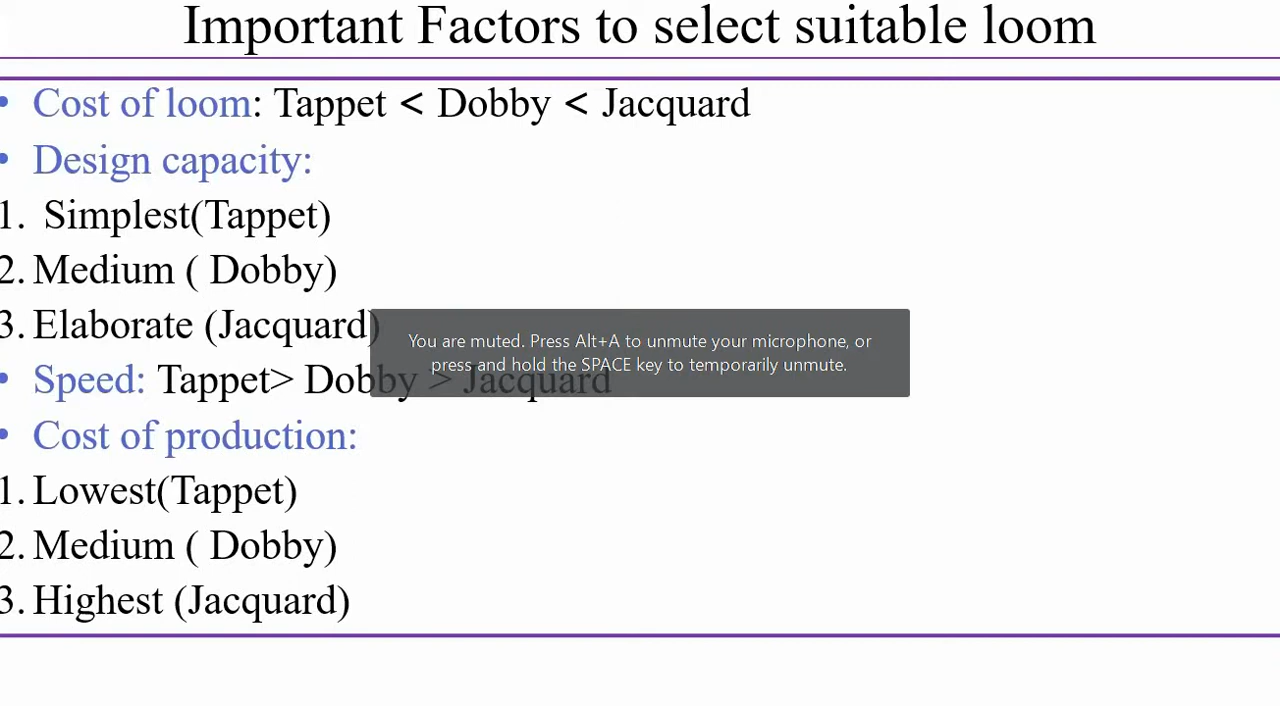 Important Factors to select suitable loom
• Cost of loom: Tappet < Dobby < Jacquard
• Design capacity:
1. Simplest(Tappet)
2. Medium ( Dobby)
3. Elaborate (Jacquard)
• Speed: Tappet> Dobby > Jacquard
You are muted. Press Alt+A to unmute your microphone, or
press and hold the SPACE key to temporarily unmute.
• Cost of production:
1. Lowest(Tappet)
2. Medium ( Dobby)
3. Highest (Jacquard)